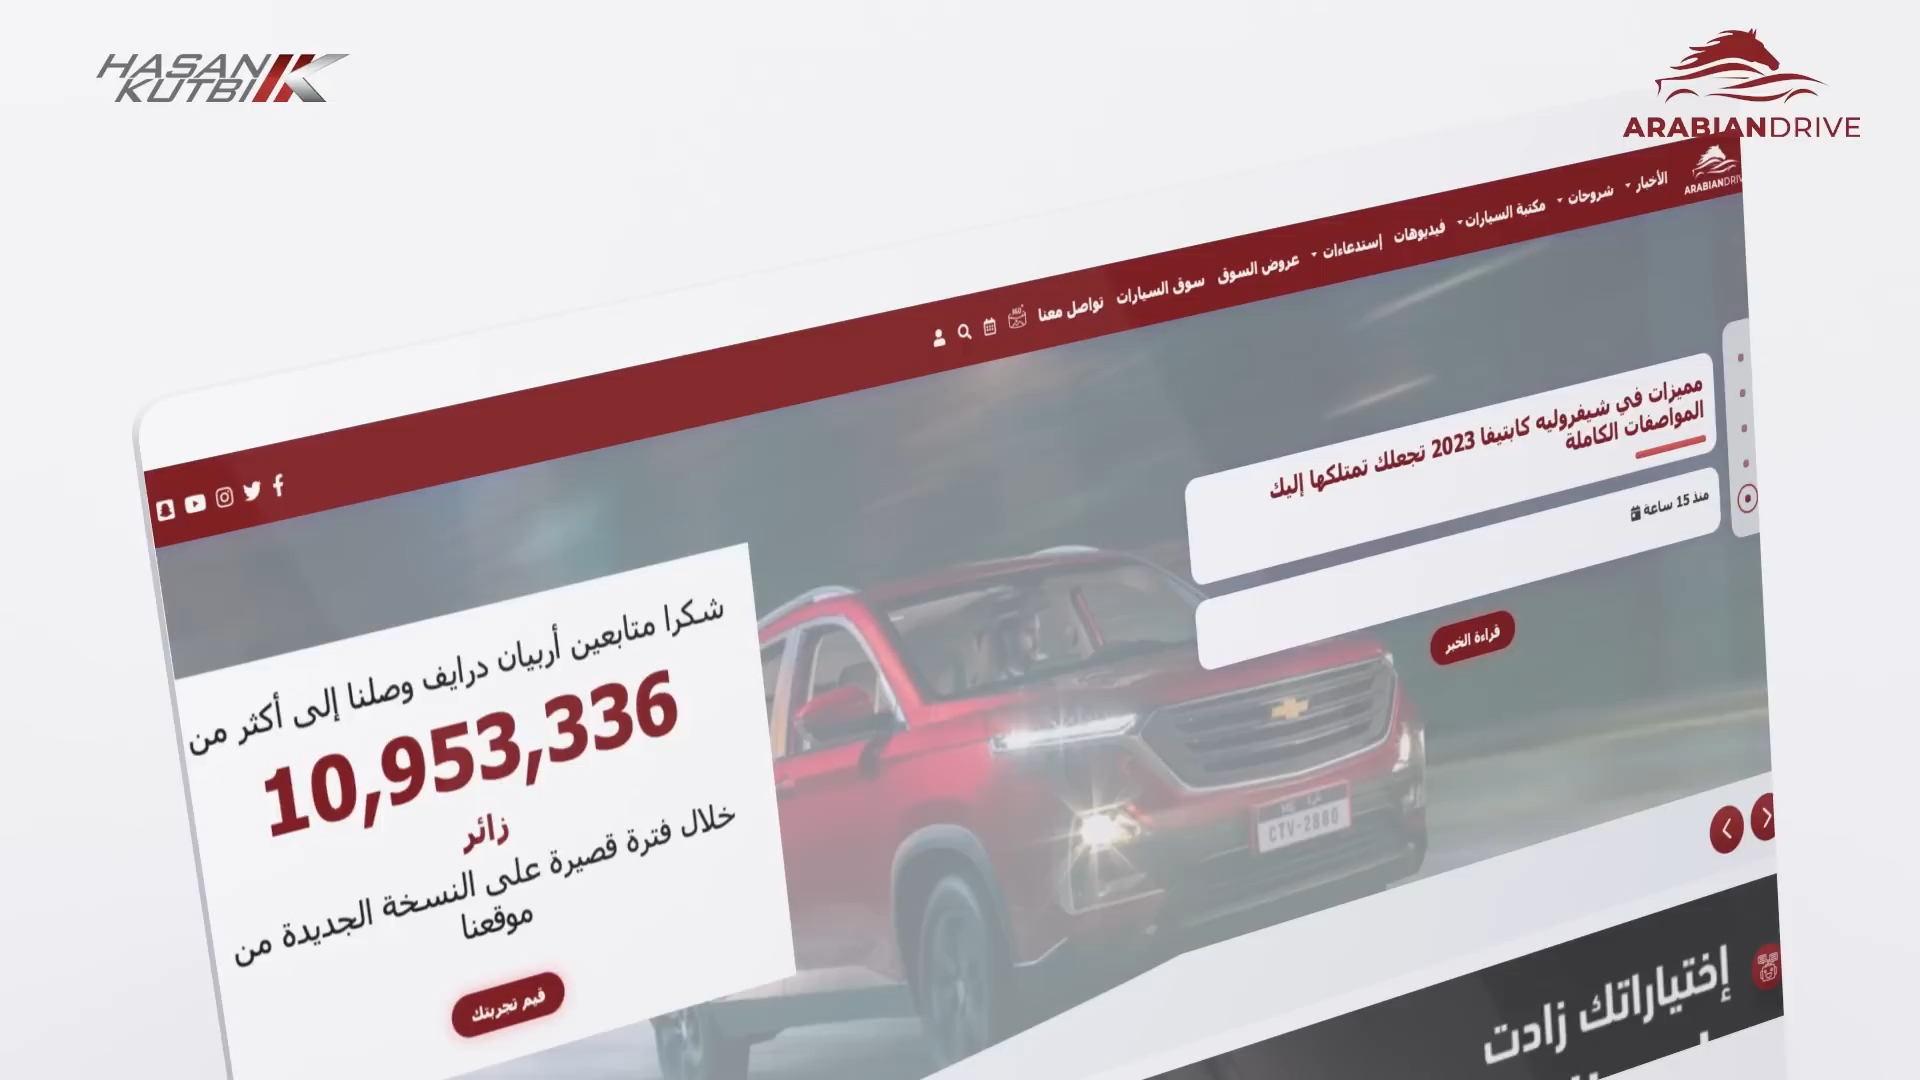 HASAN
KUTBI
ARABIANDRIVE
الأخبار
شروحات
مكتبة السيارات
فيديوهات
إستدعاءات
عروض السوق
سوق السيارات
تواصل معنا
مميزات في شيفروليه كابتيفا 2023 تجعلك تمتلكها إليك
المواصفات الكاملة
منذ 15 ساعة
قراءة الخبر
شكرا متابعين أربيان درايف وصلنا إلى أكثر من
10,953,336
زائر
خلال فترة قصيرة على النسخة الجديدة من
موقعنا
قيم تجربتك
CTV-2880
إختياراتك زادت